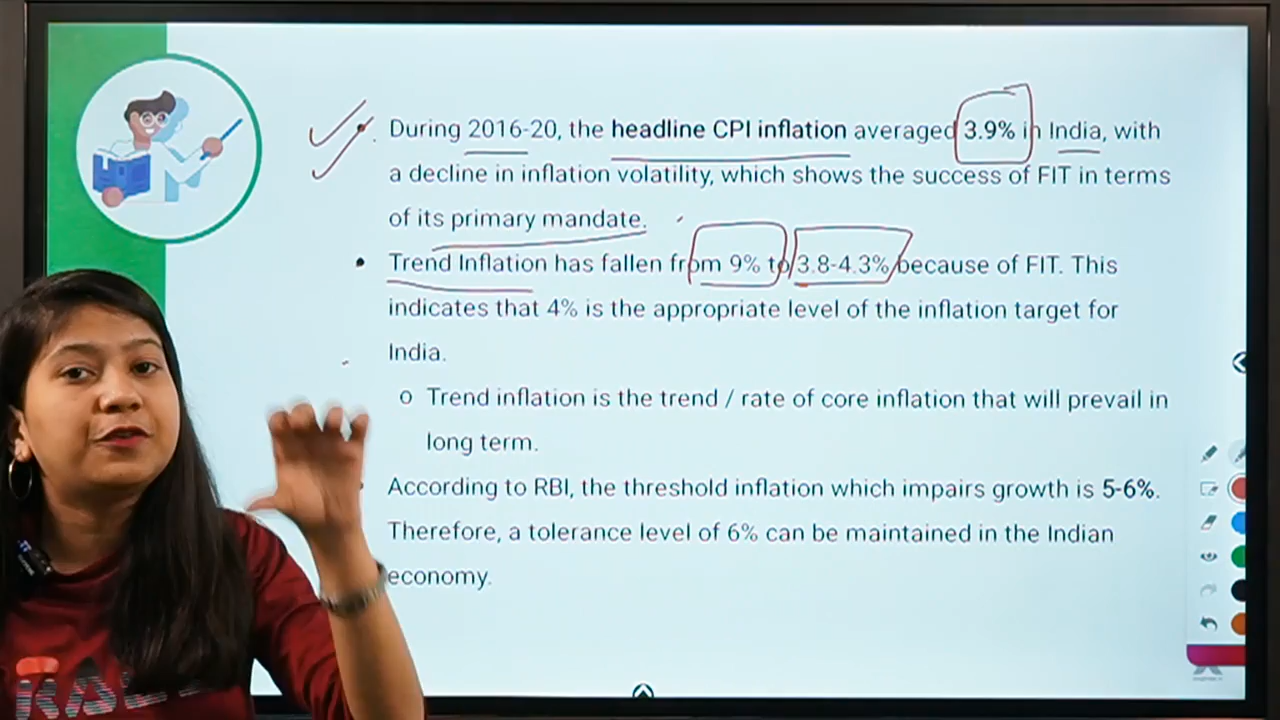 During 2016-20, the headline CPI inflation averaged 3.9% in India, with
a decline in inflation volatility, which shows the success of FIT in terms
of its primary mandate.
Trend Inflation has fallen from 9% to 3.8-4.3% because of FIT. This
indicates that 4% is the appropriate level of the inflation target for
India.
o Trend inflation is the trend / rate of core inflation that will prevail in
long term.
According to RBI, the threshold inflation which impairs growth is 5-6%.
Therefore, a tolerance level of 6% can be maintained in the Indian
economy.